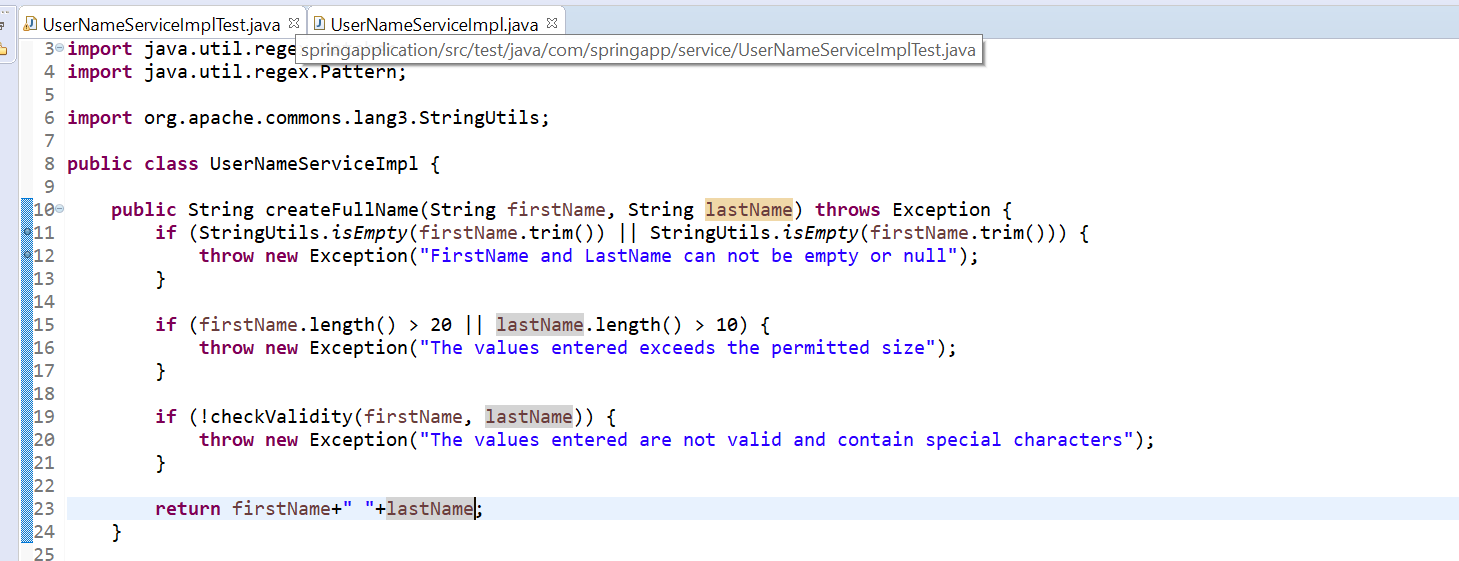 UserNameServiceImplTest.java UserNameServiceImpl.java
3 import java.util.rege
springapplication/src/test/java/com/springapp/service/UserNameServiceImplTest.java
4 import java.util.regex.Pattern;
5
6 import org.apache.commons.lang3.StringUtils;
7
8 public class UserNameServiceImpl {
9
10 public String createFullName(String firstName, String lastName) throws Exception {
11 if (StringUtils.isEmpty(firstName.trim()) || StringUtils.isEmpty(firstName.trim())) {
12 throw new Exception("FirstName and LastName can not be empty or null");
13 }
14
15 if (firstName.length() > 20 || lastName.length() > 10) {
16 throw new Exception("The values entered exceeds the permitted size");
17 }
18
19 if (!checkValidity(firstName, lastName)) {
20 throw new Exception("The values entered are not valid and contain special characters");
21 }
22
23 return firstName+" "+lastName;
24 }
25